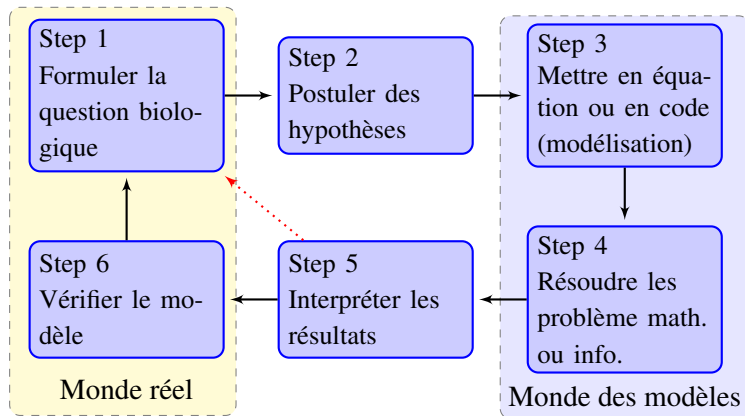 Step 1
Formuler la
question biolo-
gique
Step 2
Postuler des
hypothèses
Step 3
Mettre en équa-
tion ou en code
(modélisation)
Step 4
Résoudre les
problème math.
ou info.
Step 5
Interpréter les
résultats
Step 6
Vérifier le mo-
dèle
Monde réel
Monde des modèles